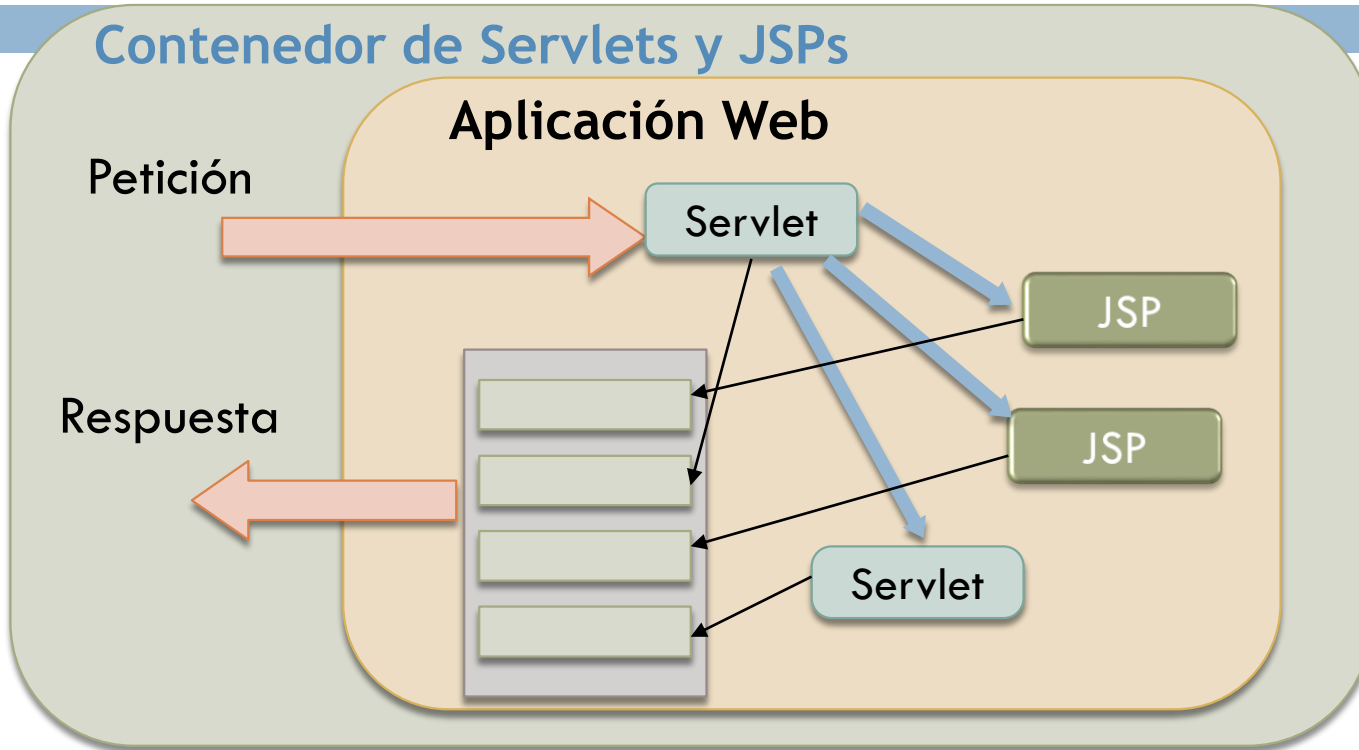 Contenedor de Servlets y JSPs
Aplicación Web
Petición
Servlet
JSP
Respuesta
JSP
Servlet